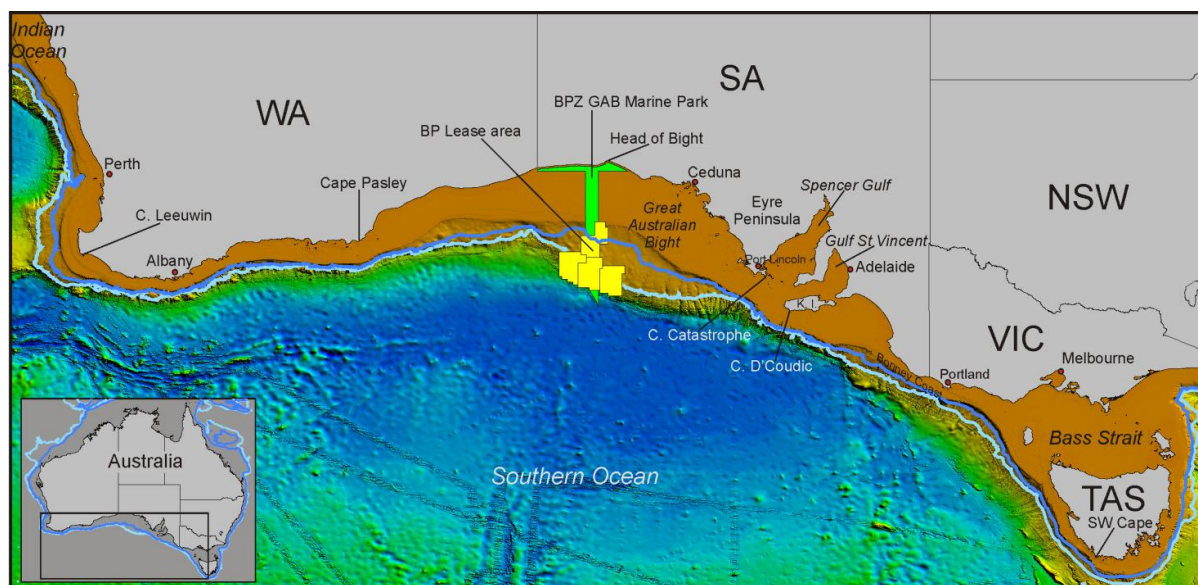 Indian
Ocean
WA
SA
BPZ GAB Marine Park
BP Lease area
Head of Bight
Perth
Cape Pasley
Ceduna
Spencer Gulf
Eyre
Peninsula
NSW
C. Leeuwin
Great
Australian
Bight
Gulf St Vincent
Albany
Port Lincoln
Adelaide
K. I.
C. Catastrophe
VIC
C. D'Coudic
Bonney Coast
Portland
Melbourne
Australia
Bass Strait
Southern Ocean
TAS
SW Cape